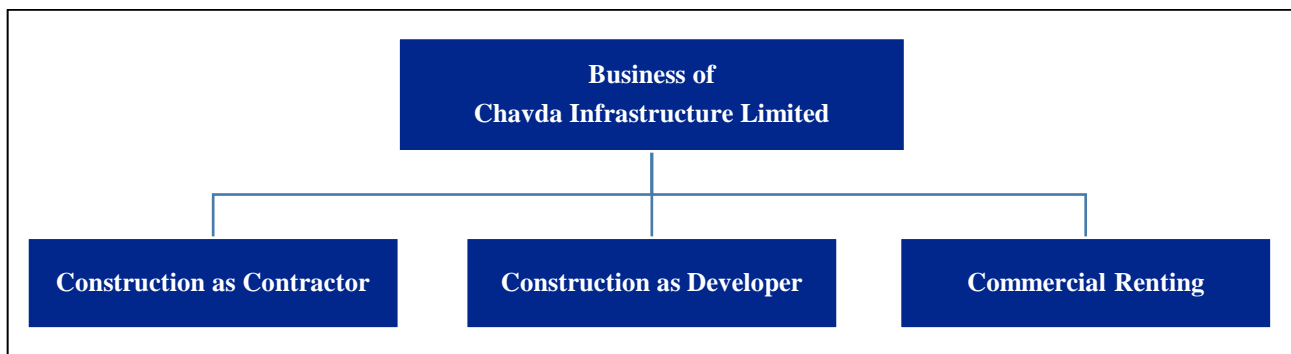 Business of
Chavda Infrastructure Limited
Construction as Contractor
Construction as Developer
Commercial Renting